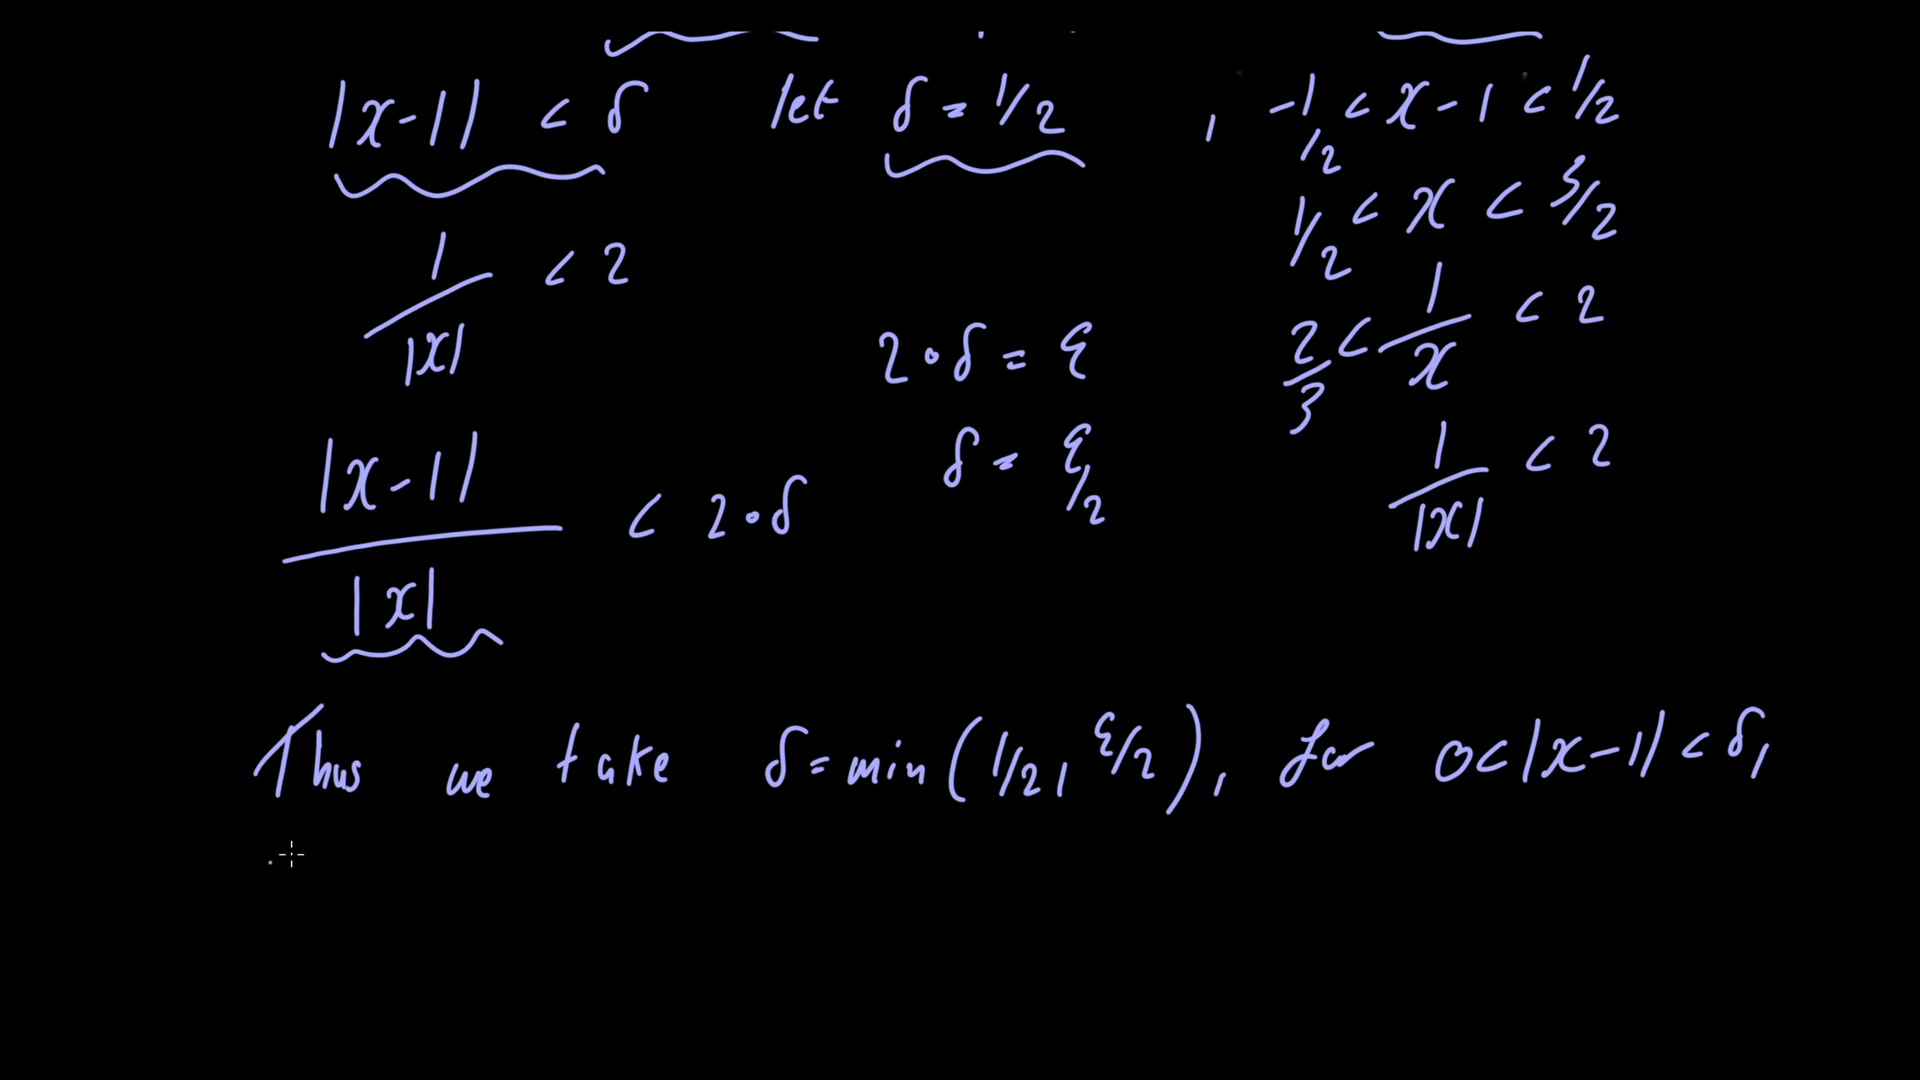 |x-1| < δ let δ = 1/2 , -1/2 < x - 1 < 1/2
1/2 < x < 3/2
1/|x| < 2
2/3 < 1/x < 2
2·δ = ε
δ = ε/2
1/|x| < 2
|x-1|/|x| < 2·δ
Thus we take δ = min(1/2, ε/2), for 0<|x-1|<δ,